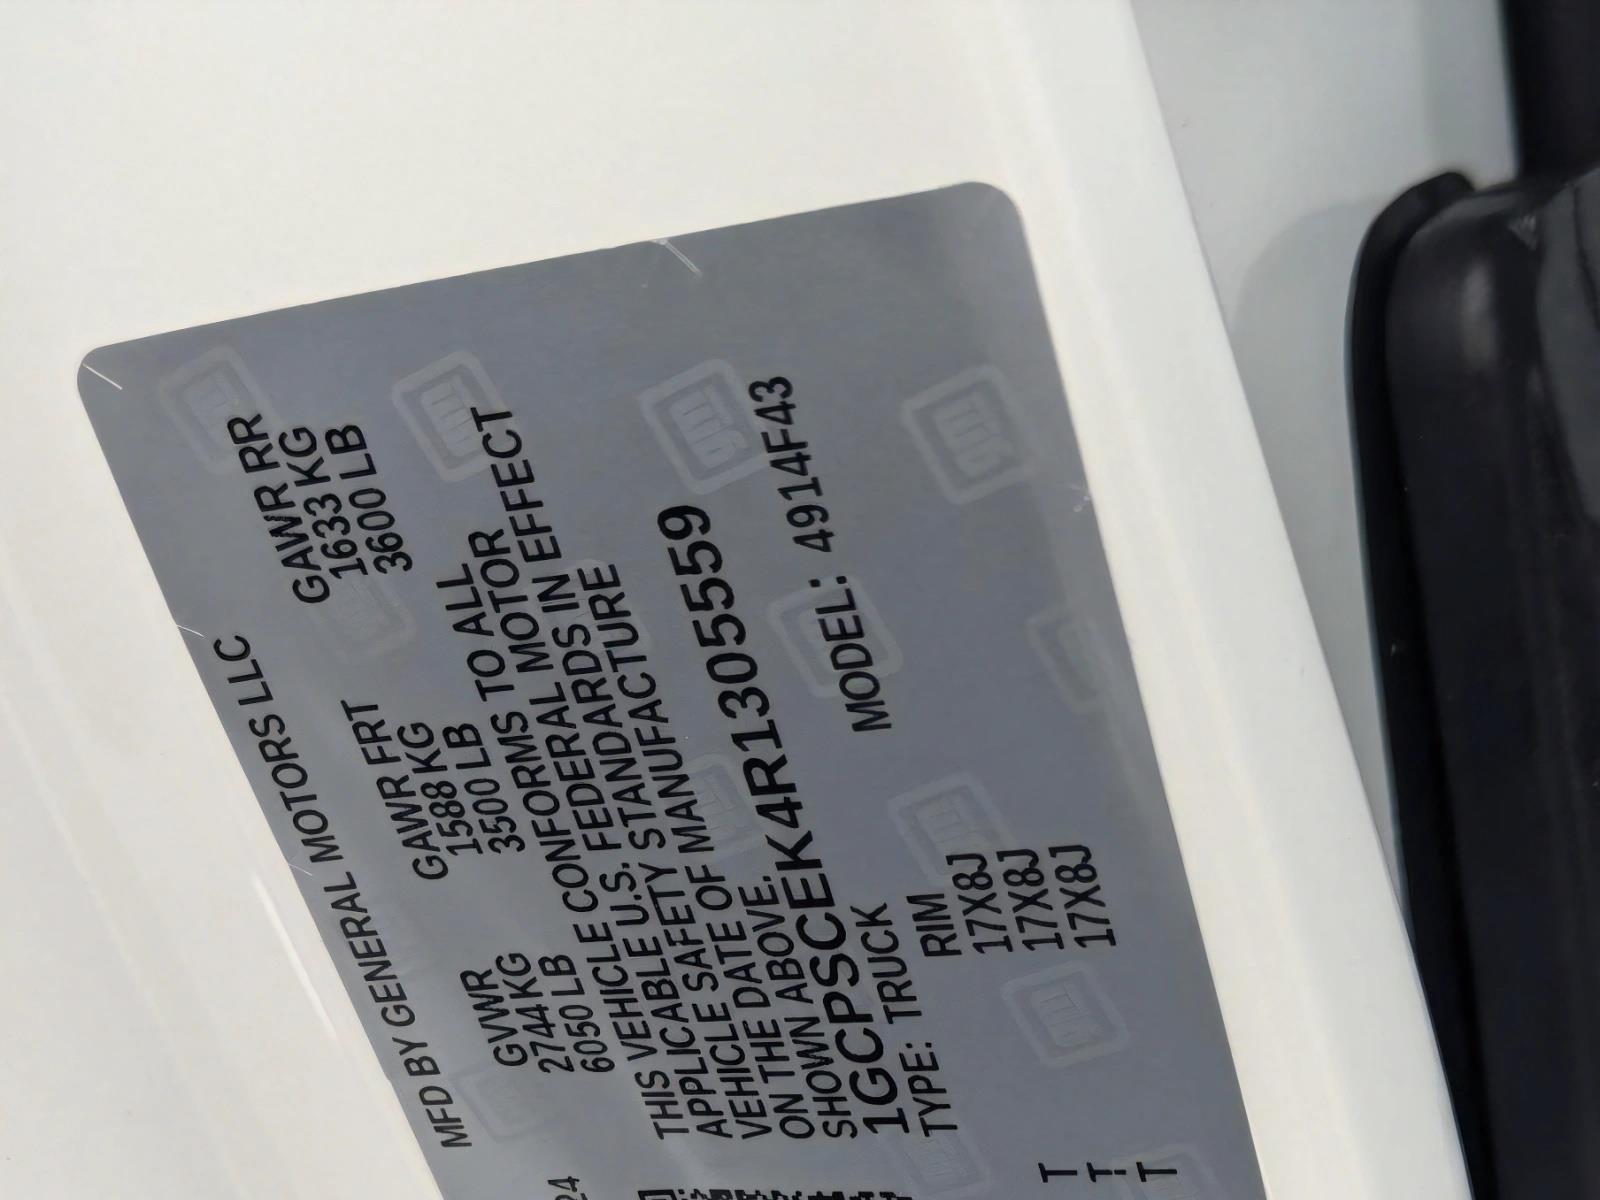 MFD BY GENERAL MOTORS LLC
24
GVWR GAWR FRT GAWR RR
2744 KG 1588 KG 1633 KG
6050 LB 3500 LB 3600 LB
THIS VEHICLE CONFORMS TO ALL
APPLICABLE U.S. FEDERAL MOTOR
VEHICLE SAFETY STANDARDS IN EFFECT
ON THE DATE OF MANUFACTURE
SHOWN ABOVE.
1GCPSCEK4R1305559
TYPE: TRUCK MODEL: 4914F43
RIM
T 17X8J
T 17X8J
T 17X8J